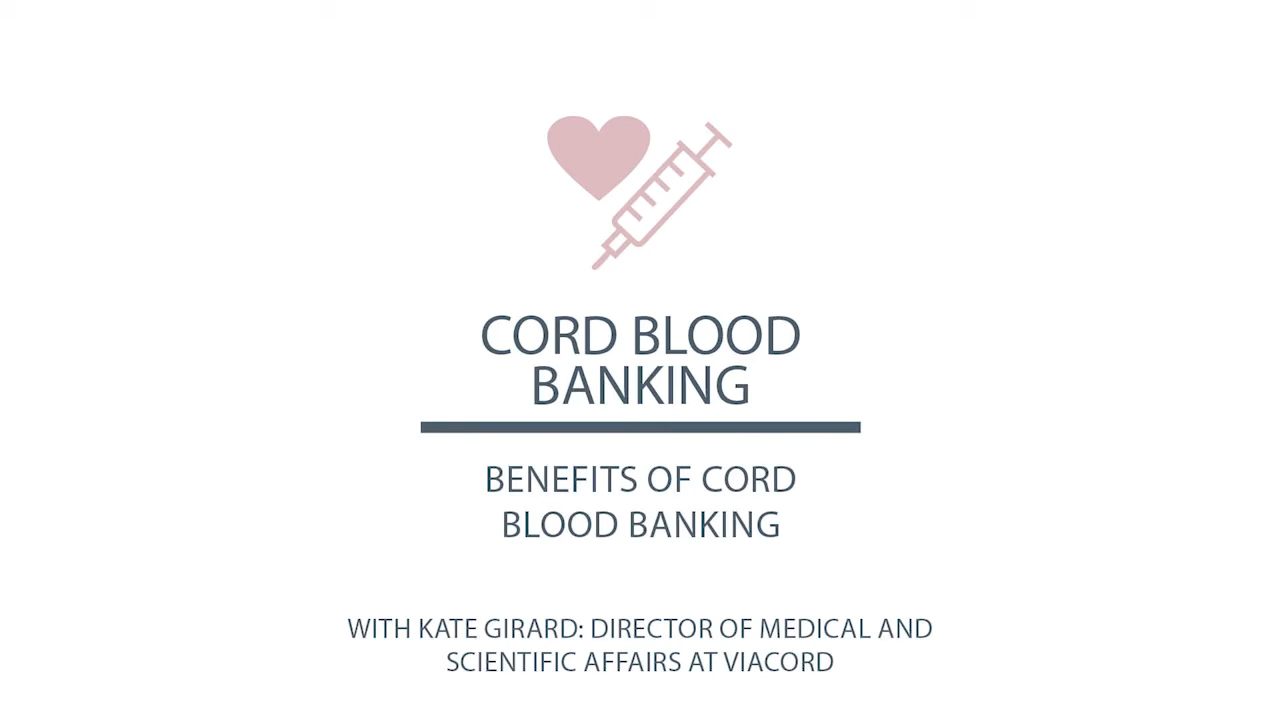 CORD BLOOD
BANKING
BENEFITS OF CORD
BLOOD BANKING
WITH KATE GIRARD: DIRECTOR OF MEDICAL AND
SCIENTIFIC AFFAIRS AT VIACORD